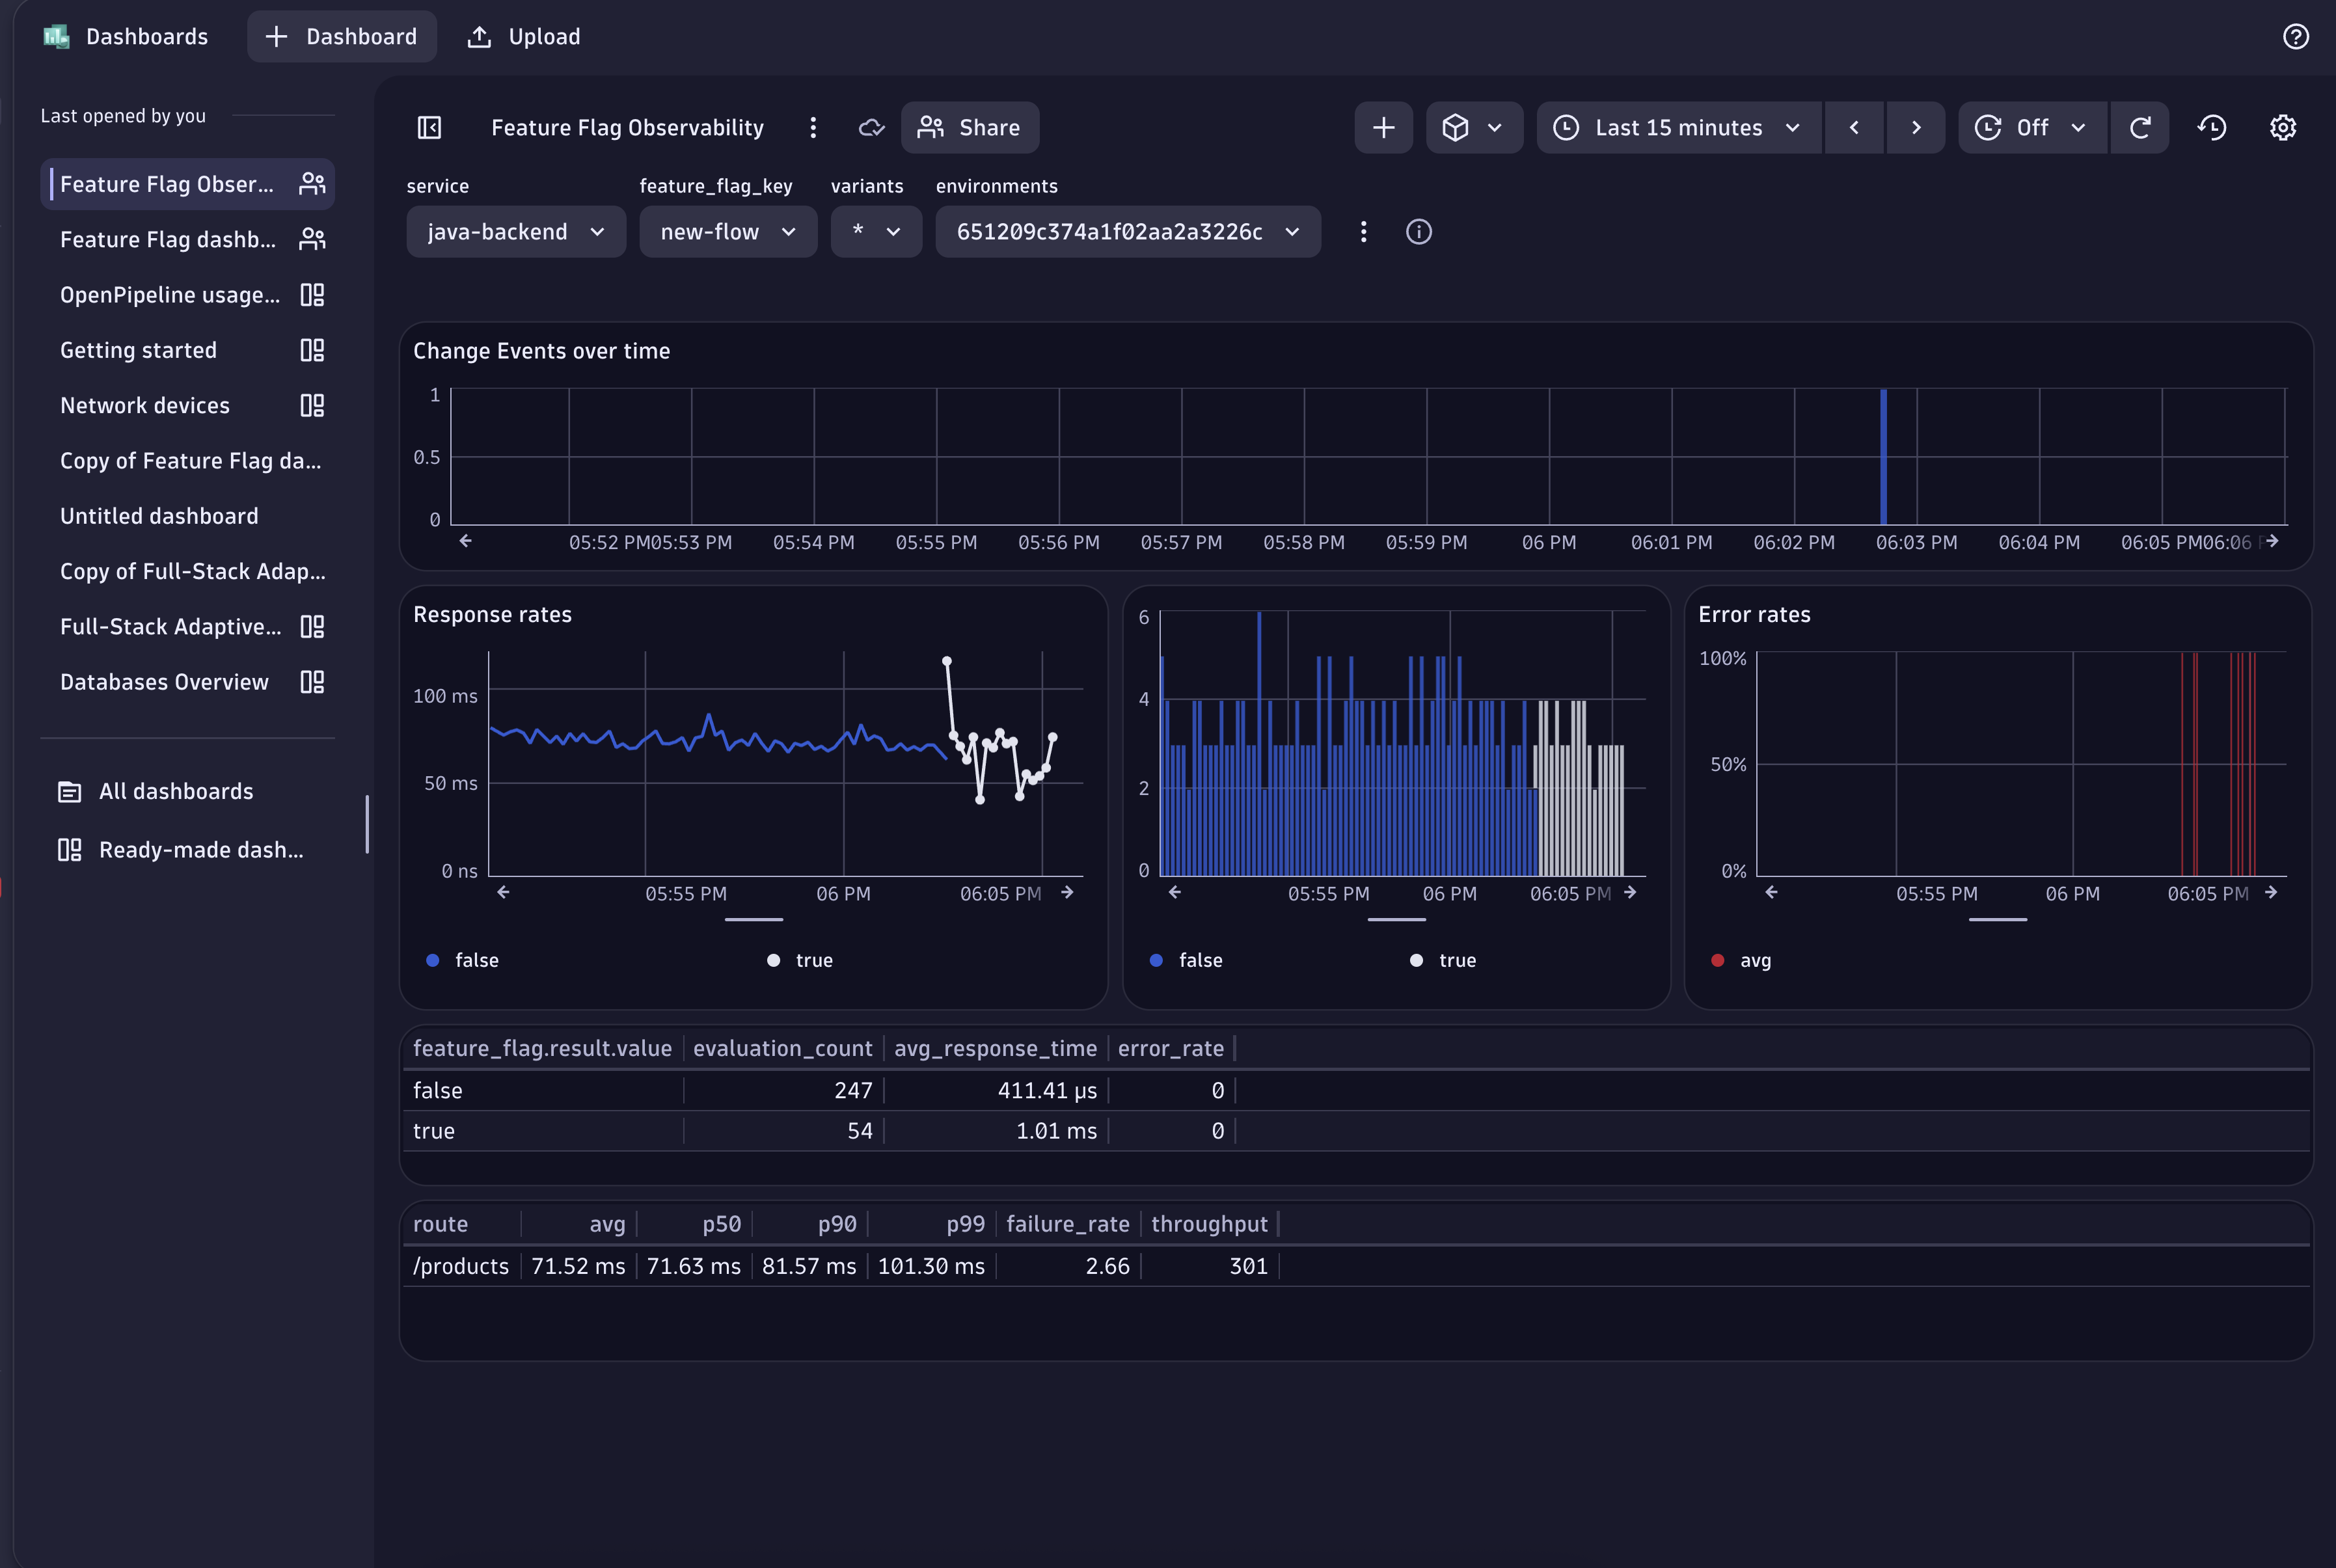 Dashboards
Dashboard
Upload
Last opened by you
Feature Flag Obser...
Feature Flag dashb...
OpenPipeline usage...
Getting started
Network devices
Copy of Feature Flag da...
Untitled dashboard
Copy of Full-Stack Adap...
Full-Stack Adaptive...
Databases Overview
All dashboards
Ready-made dash...
Feature Flag Observability
Share
Last 15 minutes
Off
service feature_flag_key variants environments
java-backend new-flow * 651209c374a1f02aa2a3226c
Change Events over time
1
0.5
0
05:52 PM 05:53 PM 05:54 PM 05:55 PM 05:56 PM 05:57 PM 05:58 PM 05:59 PM 06 PM 06:01 PM 06:02 PM 06:03 PM 06:04 PM 06:05 PM 06:06 P
Response rates
100 ms
50 ms
0 ns
05:55 PM 06 PM 06:05 PM
false true
6
4
2
0
05:55 PM 06 PM 06:05 PM
false true
Error rates
100%
50%
0%
05:55 PM 06 PM 06:05 PM
avg
feature_flag.result.value evaluation_count avg_response_time error_rate
false 247 411.41 µs 0
true 54 1.01 ms 0
route avg p50 p90 p99 failure_rate throughput
/products 71.52 ms 71.63 ms 81.57 ms 101.30 ms 2.66 301